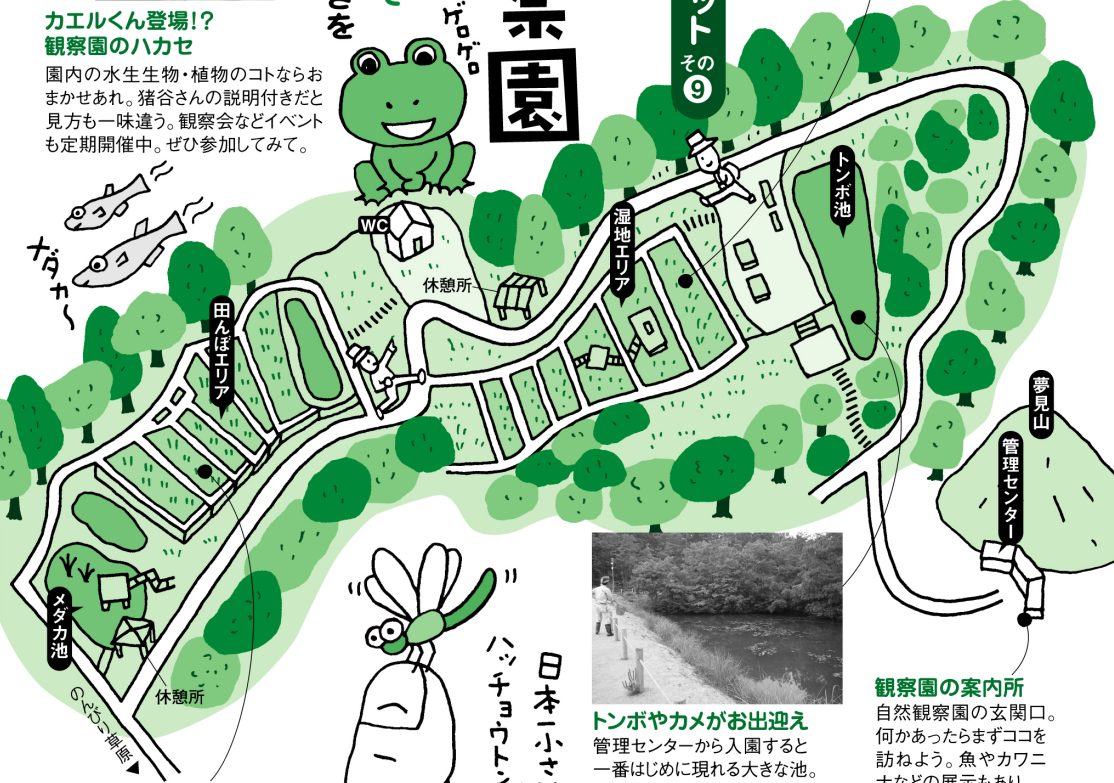 カエルくん登場!?
観察園のハカセ
園内の水生生物・植物のコトならお
まかせあれ。猪谷さんの説明付きだと
見方も一味違う。観察会などイベント
も定期開催中。ぜひ参加してみて。
ゲロゲロ
園
ット
その
9
メダカ〜
WC
休憩所
湿地エリア
トンボ池
田んぼエリア
夢見山
管理センター
メダカ池
休憩所
のんびり草原
日本一小さ
ハッチョウトン
トンボやカメがお出迎え
管理センターから入園すると
一番はじめに現れる大きな池。
観察園の案内所
自然観察園の玄関口。
何かあったらまずココを
訪ねよう。魚やカワニ
ナなどの展示もあり